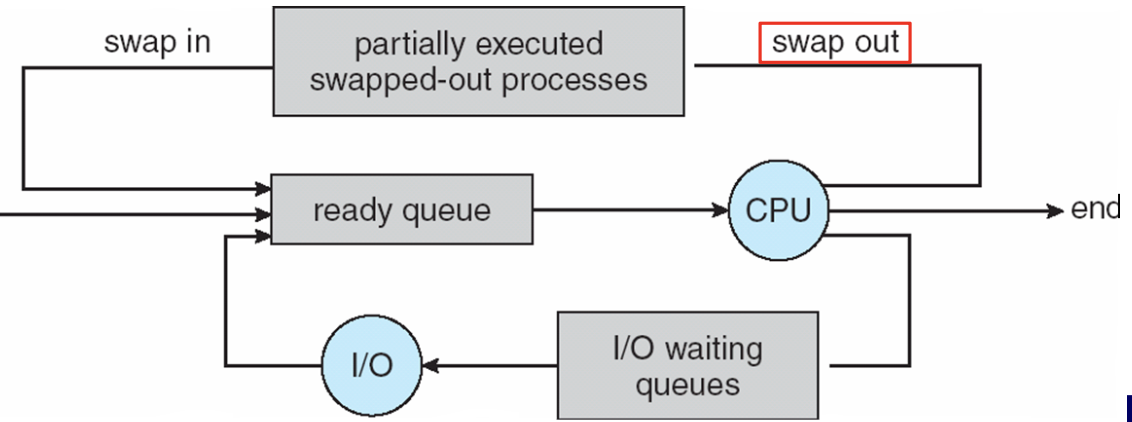 swap in
partially executed
swapped-out processes
swap out
ready queue
CPU
end
I/O
I/O waiting
queues